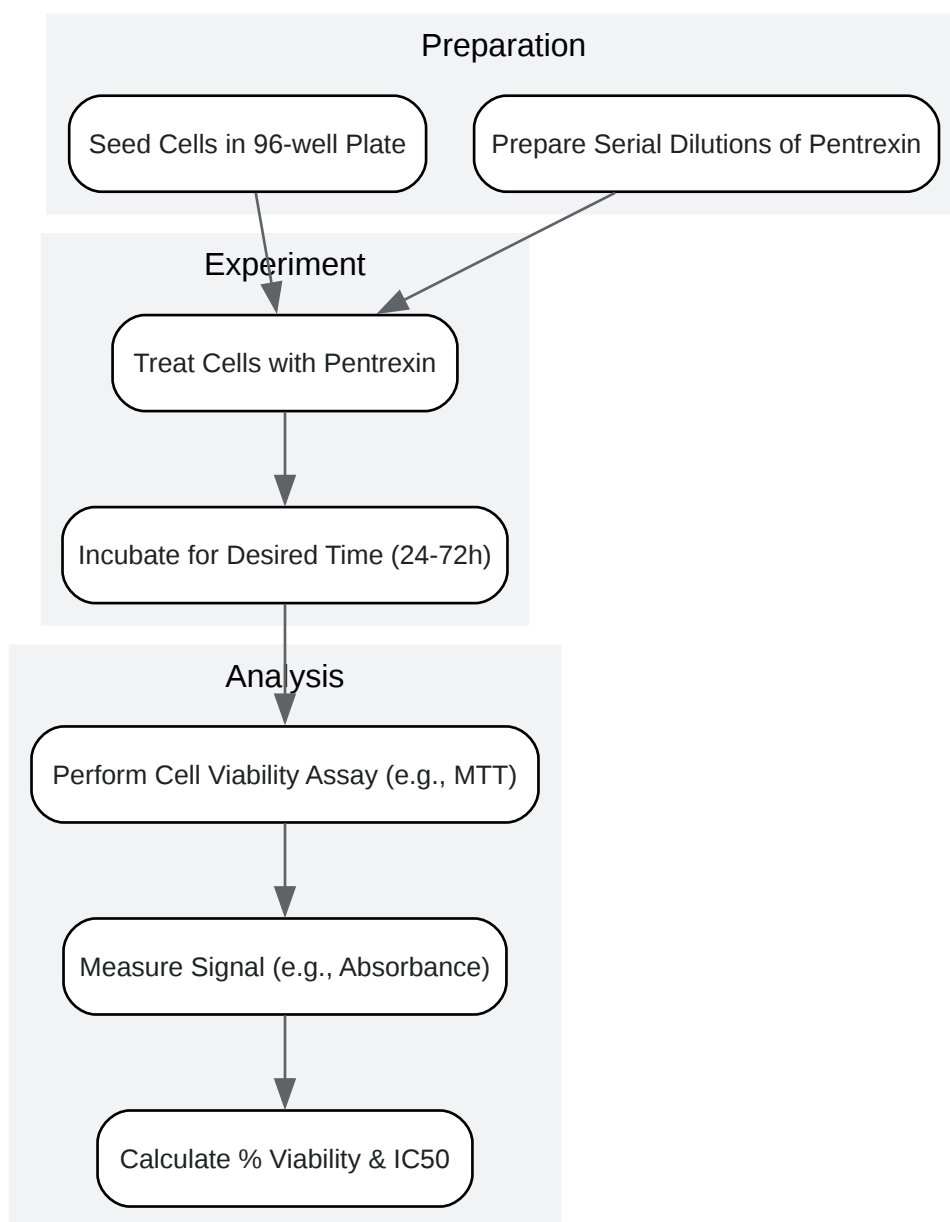 Preparation
Seed Cells in 96-well Plate
Prepare Serial Dilutions of Pentrexin
Experiment
Treat Cells with Pentrexin
Incubate for Desired Time (24-72h)
Analysis
Perform Cell Viability Assay (e.g., MTT)
Measure Signal (e.g., Absorbance)
Calculate % Viability & IC50